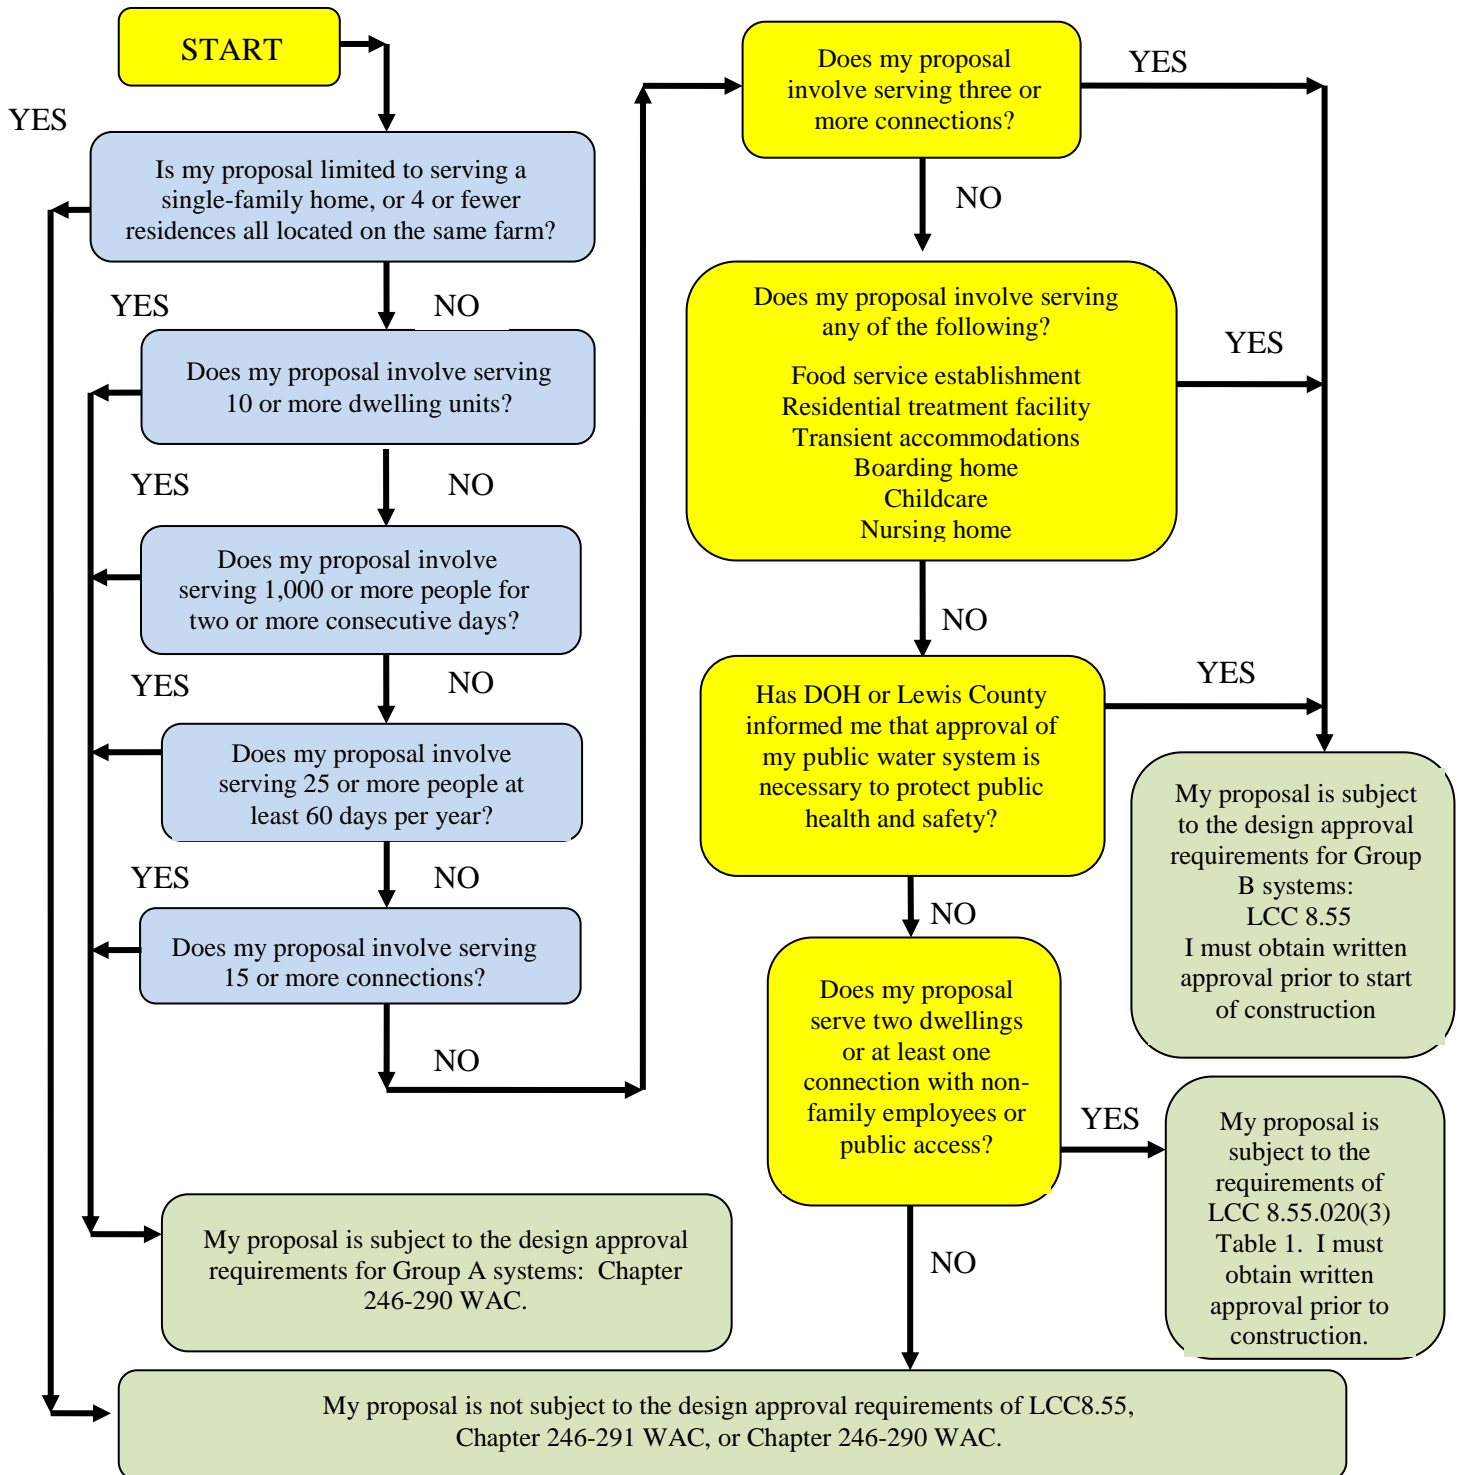 START
YES
Is my proposal limited to serving a
single-family home, or 4 or fewer
residences all located on the same farm?
YES
NO
Does my proposal involve serving
10 or more dwelling units?
YES
NO
Does my proposal involve
serving 1,000 or more people for
two or more consecutive days?
YES
NO
Does my proposal involve
serving 25 or more people at
least 60 days per year?
YES
NO
Does my proposal involve serving
15 or more connections?
NO
Does my proposal
involve serving three or
more connections?
YES
NO
Does my proposal involve serving
any of the following?
Food service establishment
Residential treatment facility
Transient accommodations
Boarding home
Childcare
Nursing home
YES
NO
Has DOH or Lewis County
informed me that approval of
my public water system is
necessary to protect public
health and safety?
YES
NO
My proposal is subject
to the design approval
requirements for Group
B systems:
LCC 8.55
I must obtain written
approval prior to start
of construction
Does my proposal
serve two dwellings
or at least one
connection with non-
family employees or
public access?
YES
NO
My proposal is
subject to the
requirements of
LCC 8.55.020(3)
Table 1.  I must
obtain written
approval prior to
construction.
My proposal is subject to the design approval
requirements for Group A systems:  Chapter
246-290 WAC.
My proposal is not subject to the design approval requirements of LCC8.55,
Chapter 246-291 WAC, or Chapter 246-290 WAC.